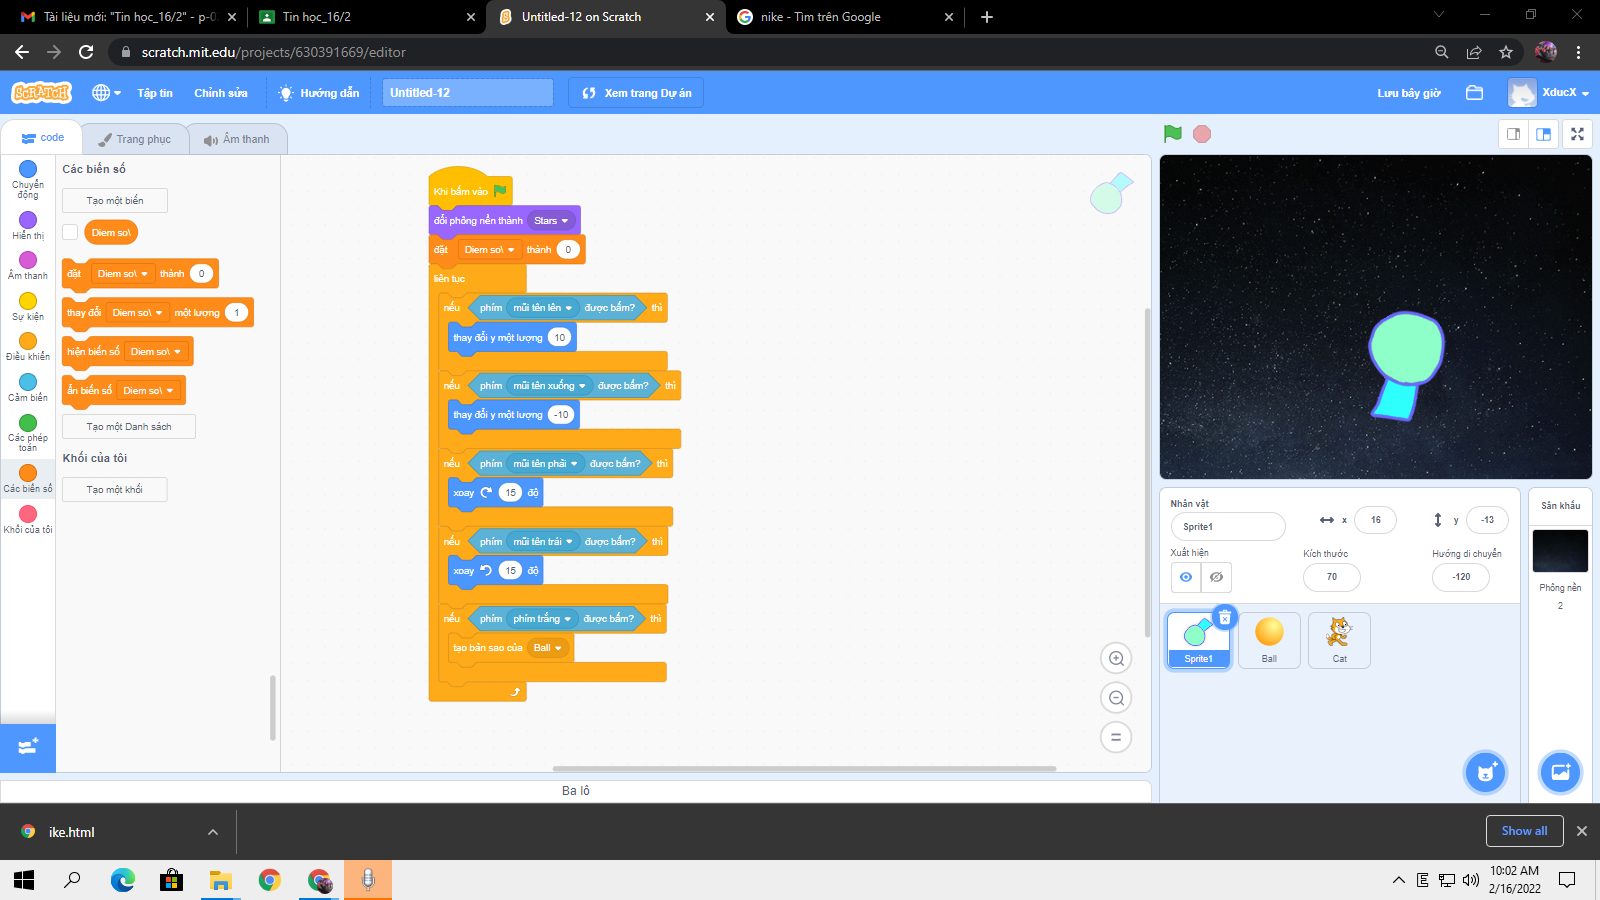 Tài liệu mới: "Tin học_16/2" - p-0
Tin học_16/2
Untitled-12 on Scratch
nike - Tìm trên Google
scratch.mit.edu/projects/630391669/editor
SCRATCH
Tập tin
Chỉnh sửa
Hướng dẫn
Untitled-12
Xem trang Dự án
Lưu bây giờ
XducX
code
Trang phục
Âm thanh
Chuyển động
Hiển thị
Âm thanh
Sự kiện
Điều khiển
Cảm biến
Các phép toán
Các biến số
Khối của tôi
Các biến số
Tạo một biến
Diem so\
đặt Diem so\ thành 0
thay đổi Diem so\ một lượng 1
hiện biến số Diem so\
ẩn biến số Diem so\
Tạo một Danh sách
Khối của tôi
Tạo một khối
Khi bấm vào
đổi phông nền thành Stars
đặt Diem so\ thành 0
liên tục
nếu phím mũi tên lên được bấm? thì
thay đổi y một lượng 10
nếu phím mũi tên xuống được bấm? thì
thay đổi y một lượng -10
nếu phím mũi tên phải được bấm? thì
xoay 15 độ
nếu phím mũi tên trái được bấm? thì
xoay 15 độ
nếu phím phím trắng được bấm? thì
tạo bản sao của Ball
Nhân vật
Sprite1
x 16
y -13
Xuất hiện
Kích thước
70
Hướng di chuyển
-120
Sprite1
Ball
Cat
Sân khấu
Phông nền
2
Ba lô
ike.html
Show all
10:02 AM
2/16/2022